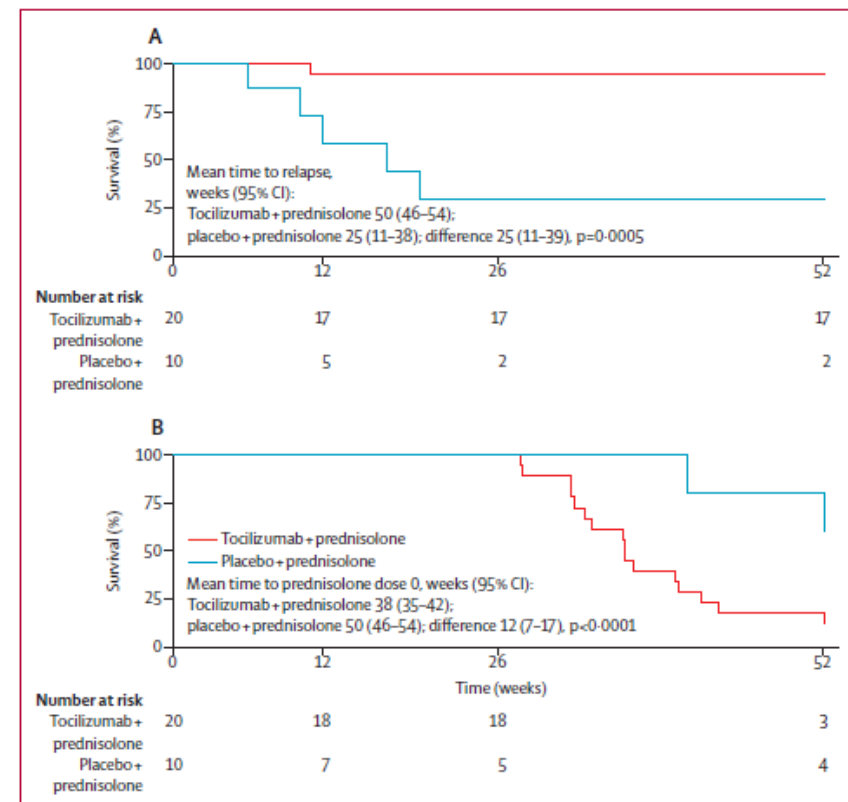 A
100
75
50
25
0
Survival (%)
Mean time to relapse,
weeks (95% CI):
Tocilizumab+prednisolone 50 (46–54);
placebo+prednisolone 25 (11–38); difference 25 (11–39), p=0·0005
0 12 26 52
Number at risk
Tocilizumab+ 20 17 17 17
prednisolone
Placebo+ 10 5 2 2
prednisolone
B
100
75
50
25
0
Survival (%)
Tocilizumab+prednisolone
Placebo+prednisolone
Mean time to prednisolone dose 0, weeks (95% CI):
Tocilizumab+prednisolone 38 (35–42);
placebo+prednisolone 50 (46–54); difference 12 (7–17), p<0·0001
0 12 26 52
Time (weeks)
Number at risk
Tocilizumab+ 20 18 18 3
prednisolone
Placebo+ 10 7 5 4
prednisolone